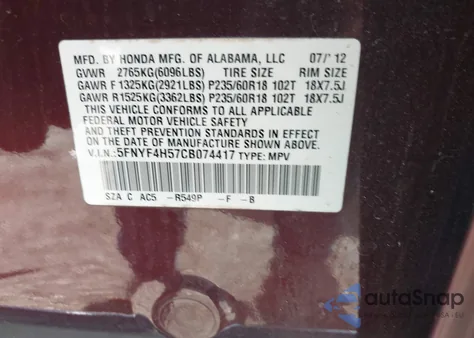 MFD. BY HONDA MFG. OF ALABAMA, LLC 07/'12
GVWR 2765KG(6096LBS) TIRE SIZE RIM SIZE
GAWR F 1325KG(2921LBS) P235/60R18 102T 18X7.5J
GAWR R 1525KG(3362LBS) P235/60R18 102T 18X7.5J
THIS VEHICLE CONFORMS TO ALL APPLICABLE
FEDERAL MOTOR VEHICLE SAFETY
AND THEFT PREVENTION STANDARDS IN EFFECT
ON THE DATE OF MANUFACTURE SHOWN ABOVE.
V.I.N.: 5FNYF4H57CB074417 TYPE: MPV
SZA C AC5 -R549P -F -B
autoSnap